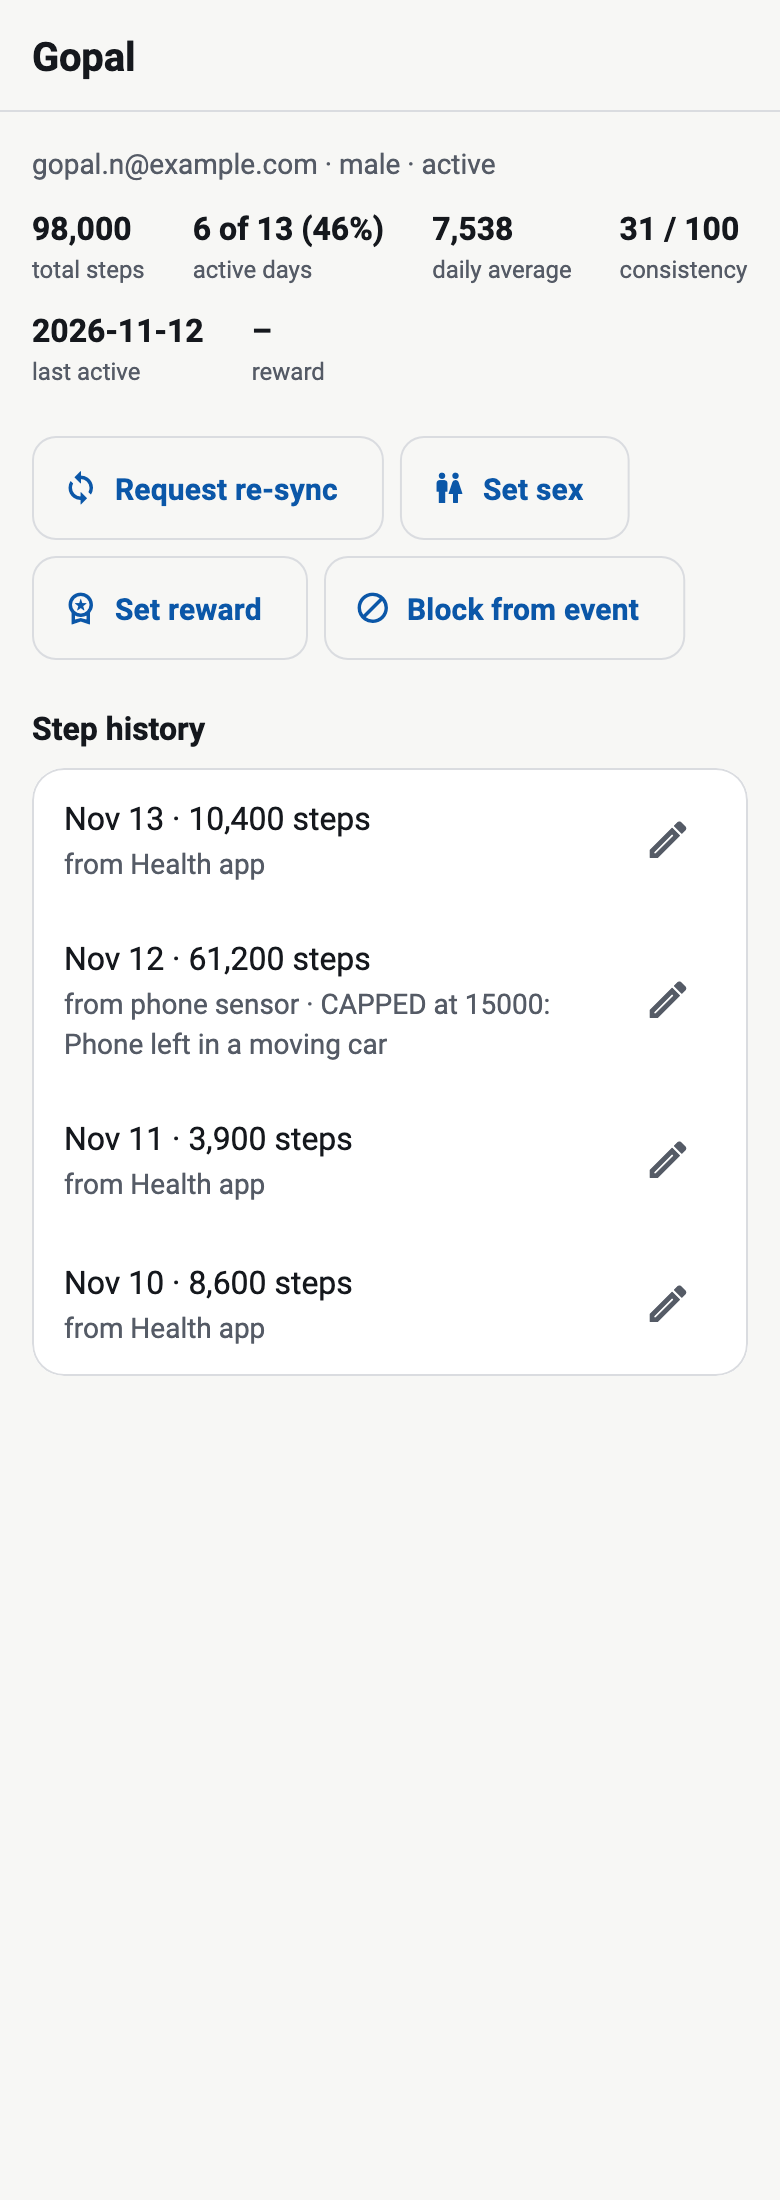 Gopal
gopal.n@example.com · male · active
98,000
total steps
6 of 13 (46%)
active days
7,538
daily average
31 / 100
consistency
2026-11-12
last active
–
reward
Request re-sync
Set sex
Set reward
Block from event
Step history
Nov 13 · 10,400 steps
from Health app
Nov 12 · 61,200 steps
from phone sensor · CAPPED at 15000:
Phone left in a moving car
Nov 11 · 3,900 steps
from Health app
Nov 10 · 8,600 steps
from Health app